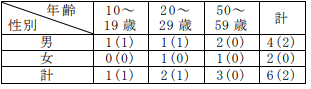 年齢 10～ 20～ 50～ 計
性別 19歳 29歳 59歳
男 1(1) 1(1) 2(0) 4(2)
女 0(0) 1(0) 1(0) 2(0)
計 1(1) 2(1) 3(0) 6(2)